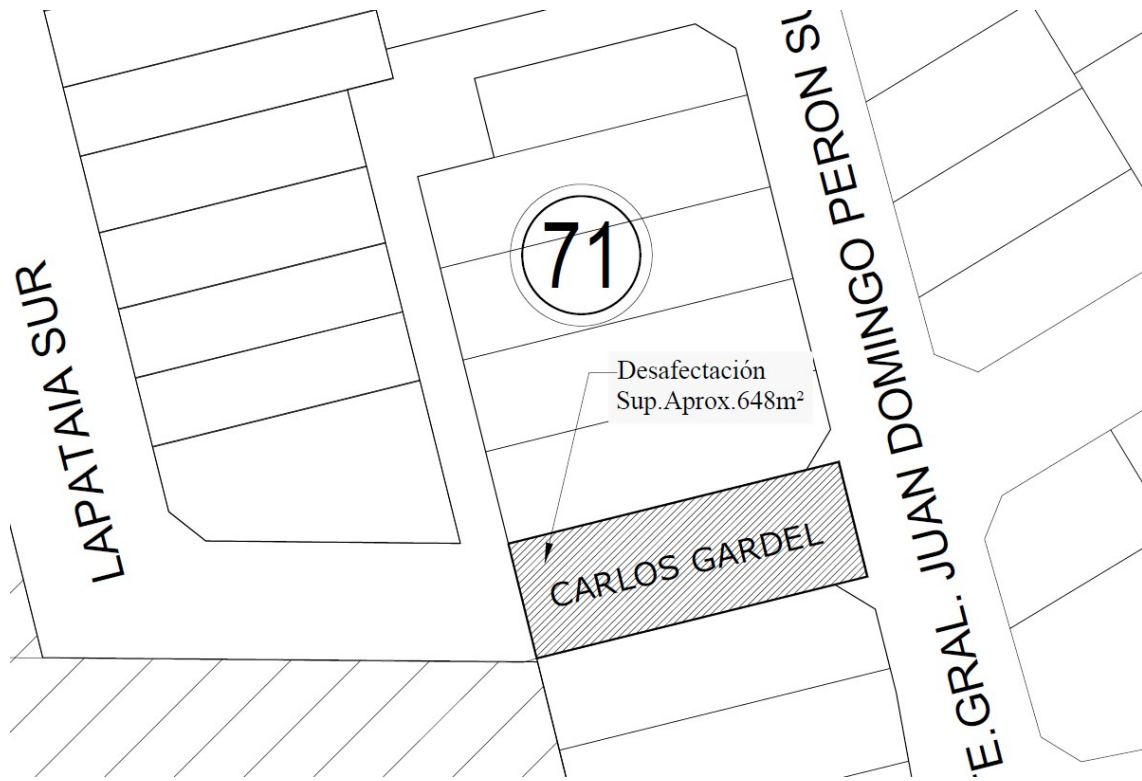 71
LAPATAIA SUR
Desafectación
Sup.Aprox.648m²
CARLOS GARDEL
E.GRAL. JUAN DOMINGO PERON SU